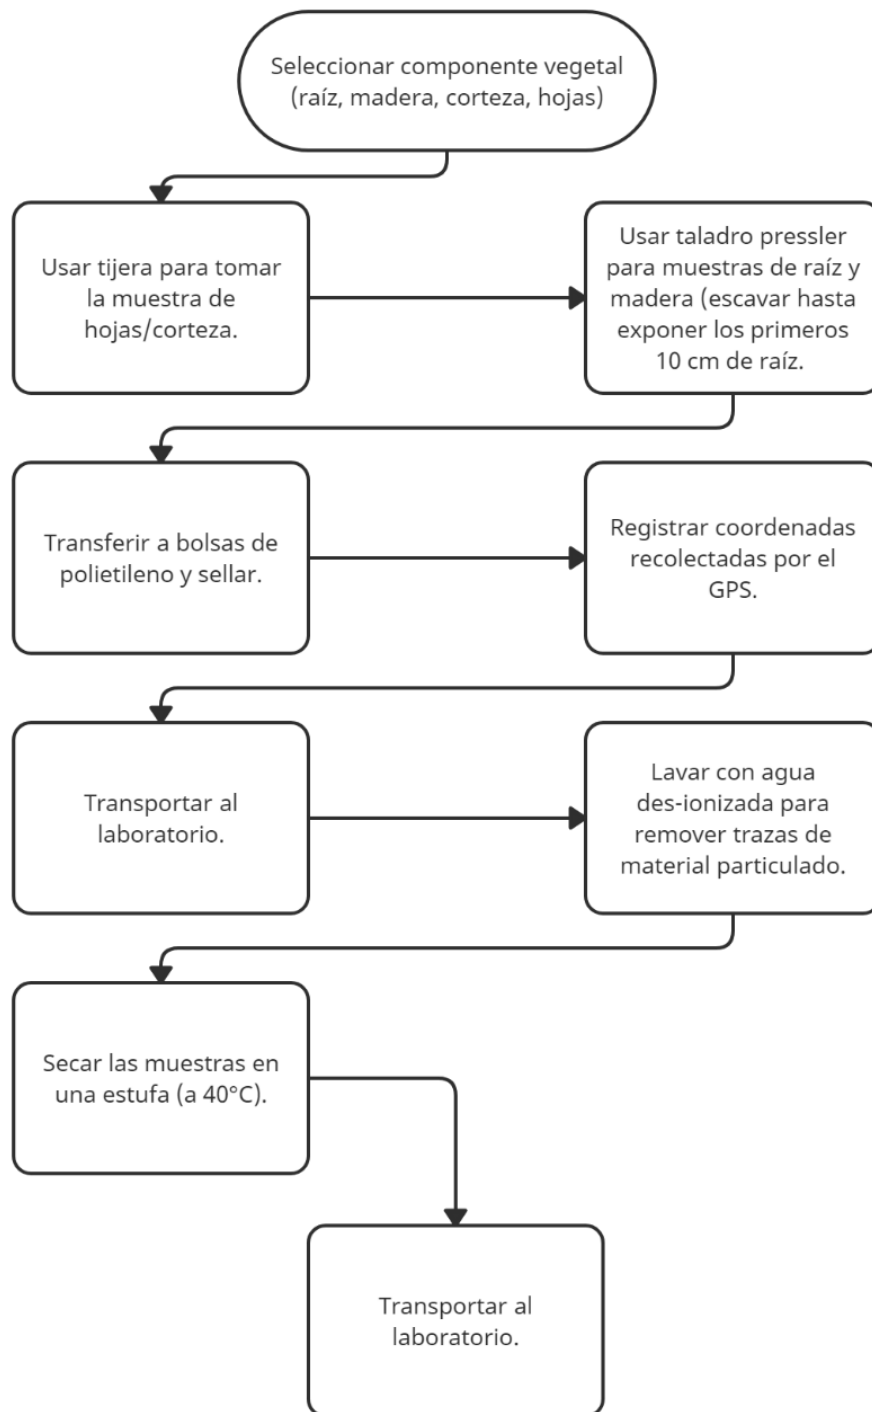 Seleccionar componente vegetal
(raíz, madera, corteza, hojas)
Usar tijera para tomar
la muestra de
hojas/corteza.
Usar taladro pressler
para muestras de raíz y
madera (escavar hasta
exponer los primeros
10 cm de raíz.
Transferir a bolsas de
polietileno y sellar.
Registrar coordenadas
recolectadas por el
GPS.
Transportar al
laboratorio.
Lavar con agua
des-ionizada para
remover trazas de
material particulado.
Secar las muestras en
una estufa (a 40°C).
Transportar al
laboratorio.